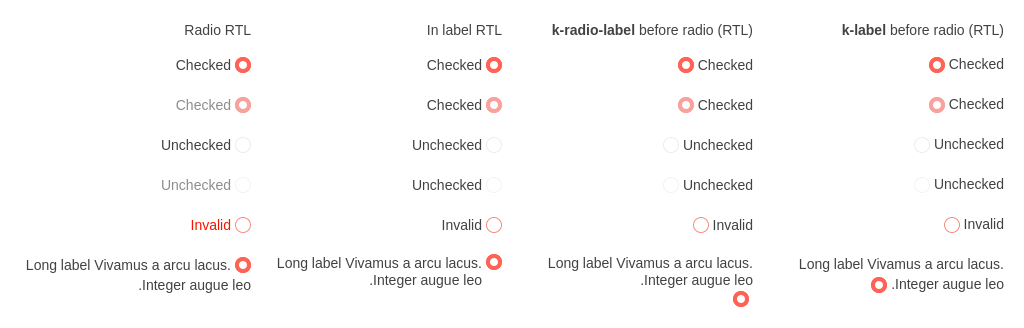 Radio RTL
Checked
Checked
Unchecked
Unchecked
Invalid
Long label Vivamus a arcu lacus.
.Integer augue leo
In label RTL
Checked
Checked
Unchecked
Unchecked
Invalid
Long label Vivamus a arcu lacus.
.Integer augue leo
k-radio-label before radio (RTL)
Checked
Checked
Unchecked
Unchecked
Invalid
Long label Vivamus a arcu lacus.
.Integer augue leo
k-label before radio (RTL)
Checked
Checked
Unchecked
Unchecked
Invalid
Long label Vivamus a arcu lacus.
.Integer augue leo